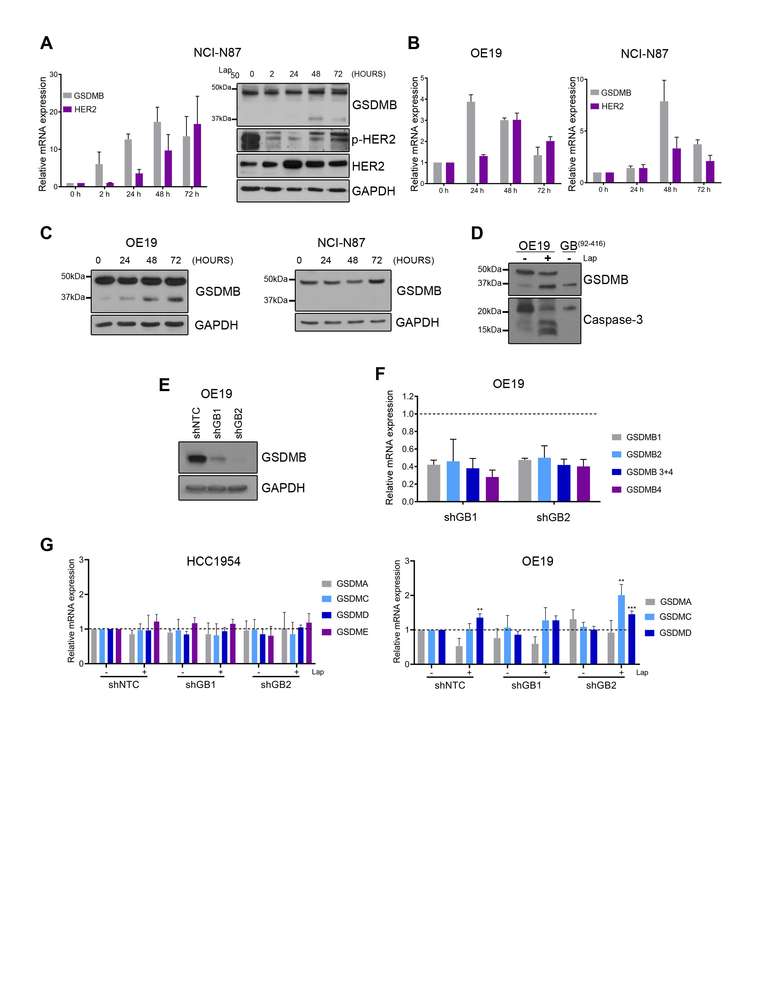 A
NCI-N87
Relative mRNA expression
30
20
10
0
GSDMB
HER2
0 h 2 h 24 h 48 h 72 h
Lap 50 0 2 24 48 72 (HOURS)
50kDa
37kDa
GSDMB
p-HER2
HER2
GAPDH
B
OE19
Relative mRNA expression
5
4
3
2
1
0
0 h 24 h 48 h 72 h
NCI-N87
Relative mRNA expression
10
5
0
GSDMB
HER2
0 h 24 h 48 h 72 h
C
OE19
0 24 48 72 (HOURS)
50kDa
37kDa
GSDMB
GAPDH
NCI-N87
0 24 48 72 (HOURS)
50kDa
37kDa
GSDMB
GAPDH
D
OE19 GB(92-416)
- + - Lap
50kDa
37kDa
GSDMB
20kDa
15kDa
Caspase-3
E
OE19
shNTC shGB1 shGB2
GSDMB
GAPDH
F
OE19
Relative mRNA expression
1.2
1.0
0.8
0.6
0.4
0.2
0.0
shGB1 shGB2
GSDMB1
GSDMB2
GSDMB 3+4
GSDMB4
G
HCC1954
Relative mRNA expression
3
2
1
0
- + - + - + Lap
shNTC shGB1 shGB2
GSDMA
GSDMC
GSDMD
GSDME
OE19
Relative mRNA expression
3
2
1
0
**
**
***
- + - + - + Lap
shNTC shGB1 shGB2
GSDMA
GSDMC
GSDMD